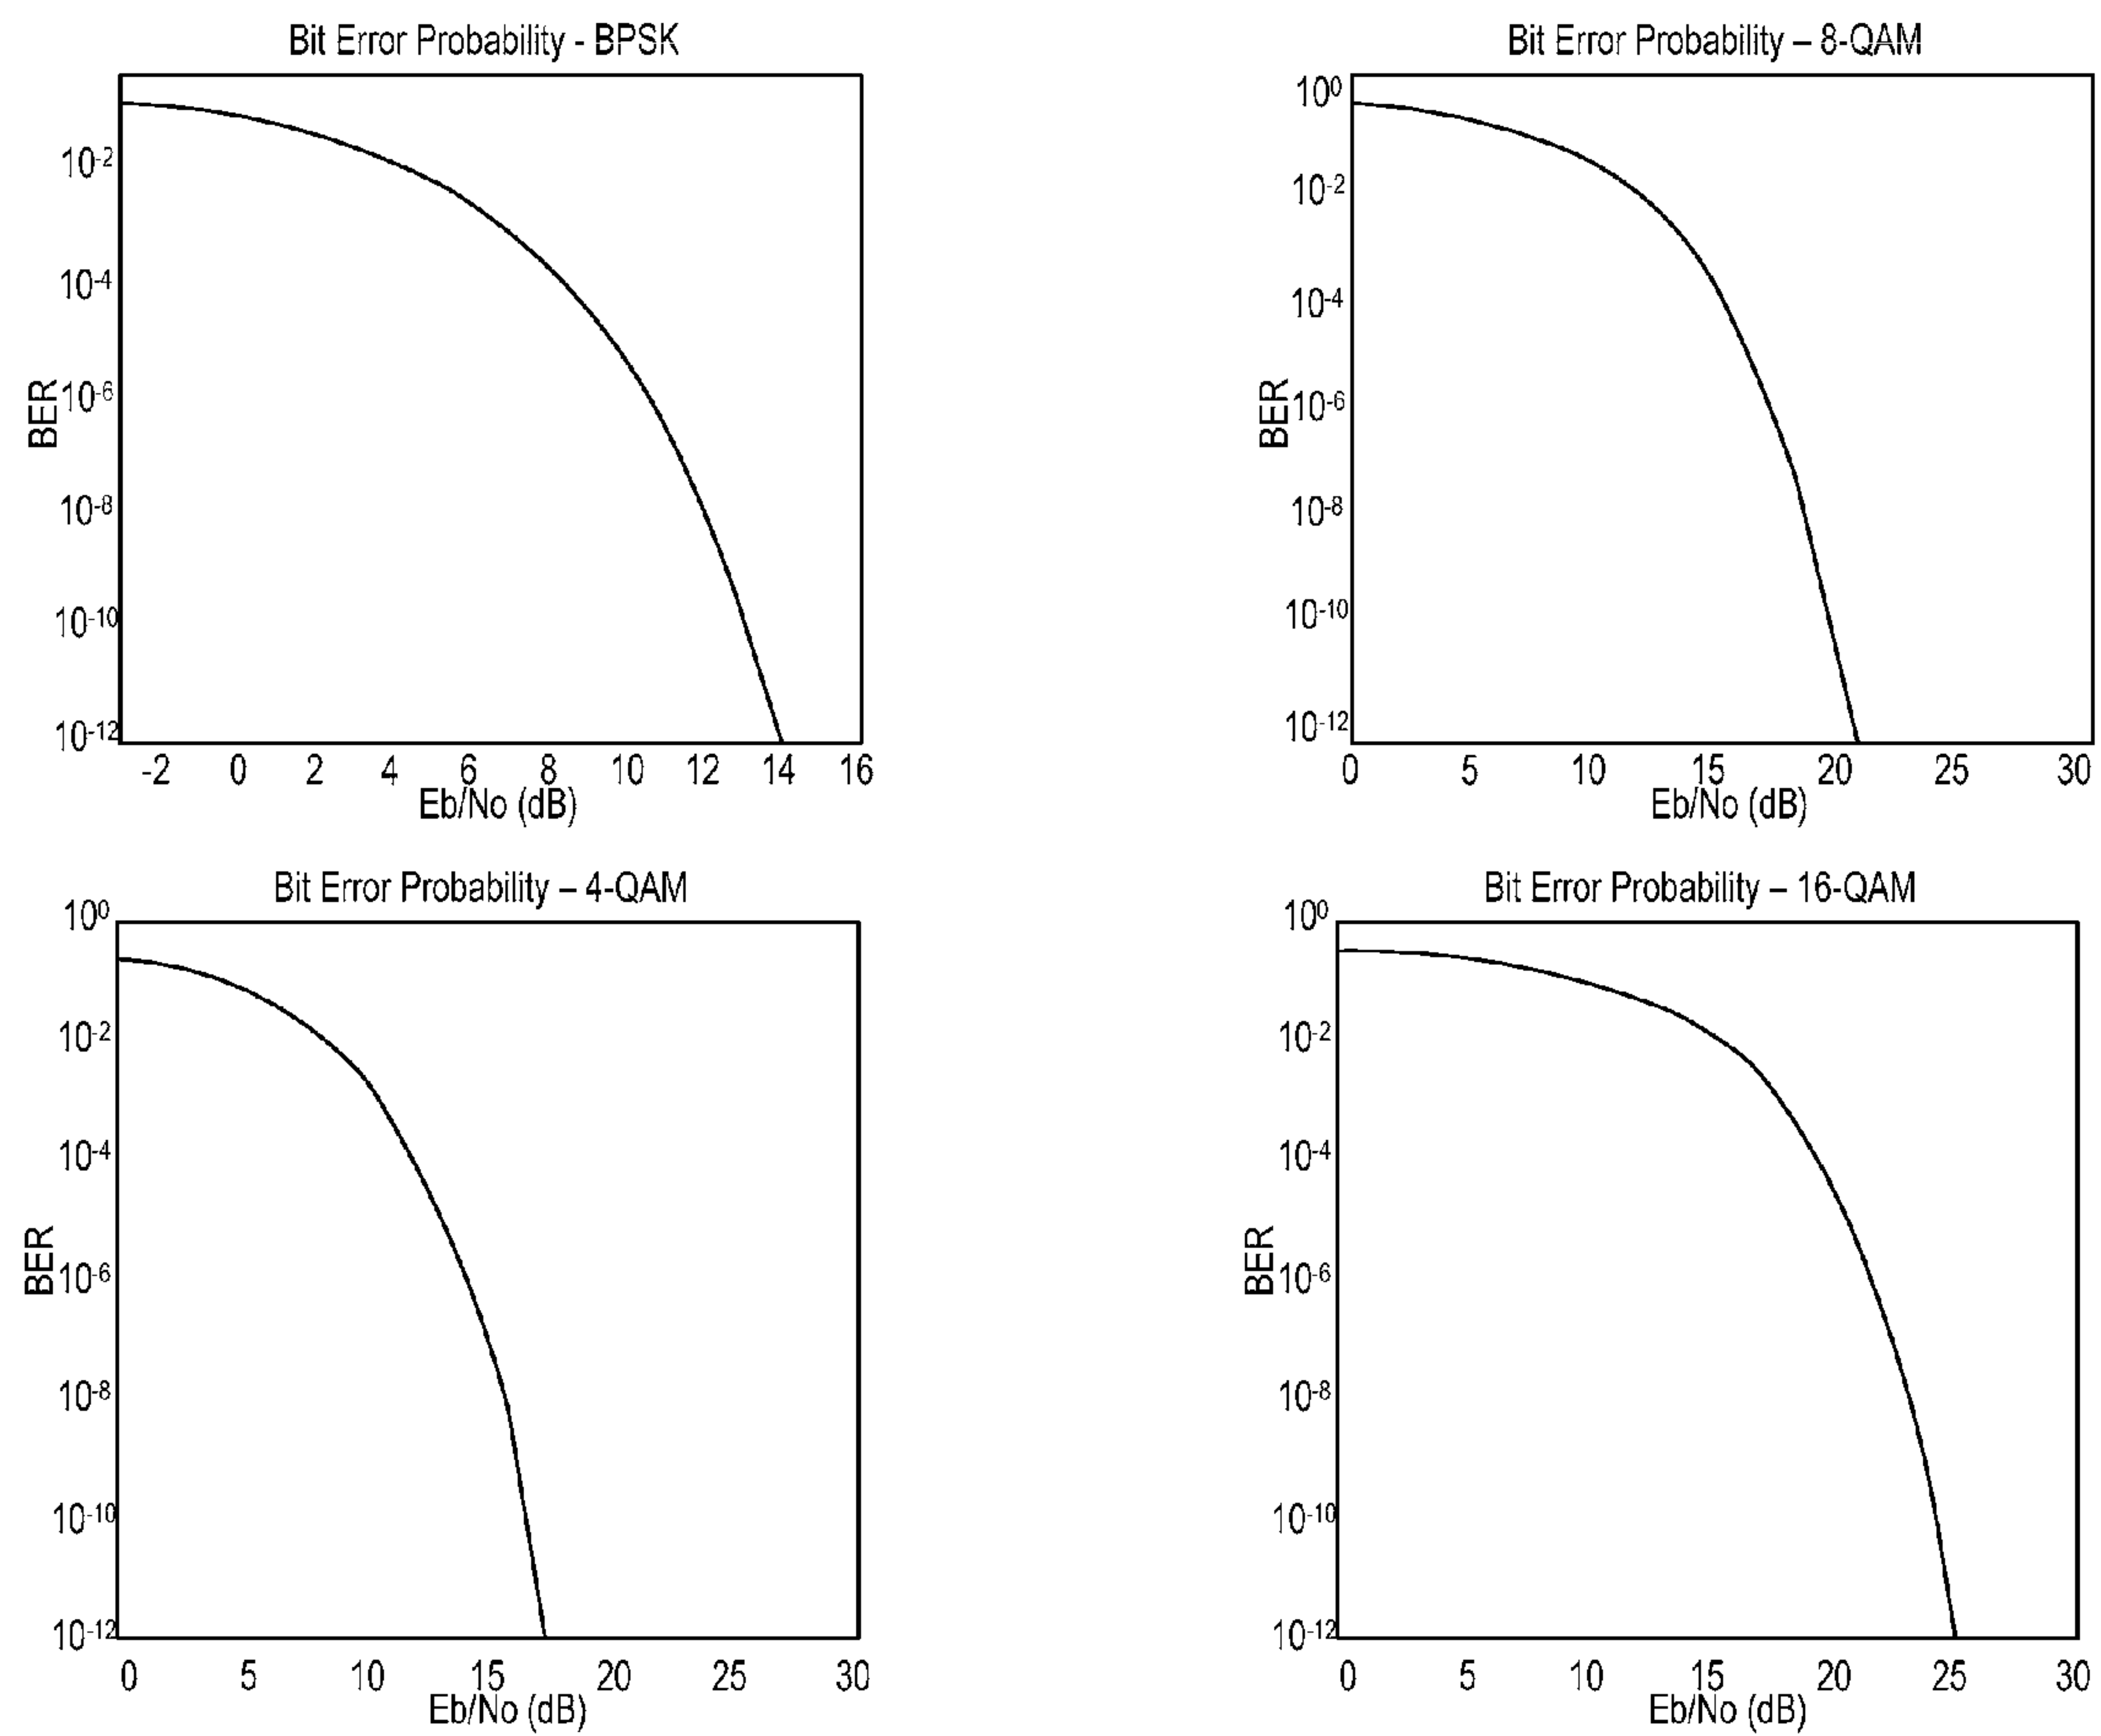 Bit Error Probability - BPSK
10-2
10-4
10-6
10-8
10-10
10-12
BER
-2 0 2 4 6 8 10 12 14 16
Eb/No (dB)
Bit Error Probability – 8-QAM
100
10-2
10-4
10-6
10-8
10-10
10-12
BER
0 5 10 15 20 25 30
Eb/No (dB)
Bit Error Probability – 4-QAM
100
10-2
10-4
10-6
10-8
10-10
10-12
BER
0 5 10 15 20 25 30
Eb/No (dB)
Bit Error Probability – 16-QAM
100
10-2
10-4
10-6
10-8
10-10
10-12
BER
0 5 10 15 20 25 30
Eb/No (dB)